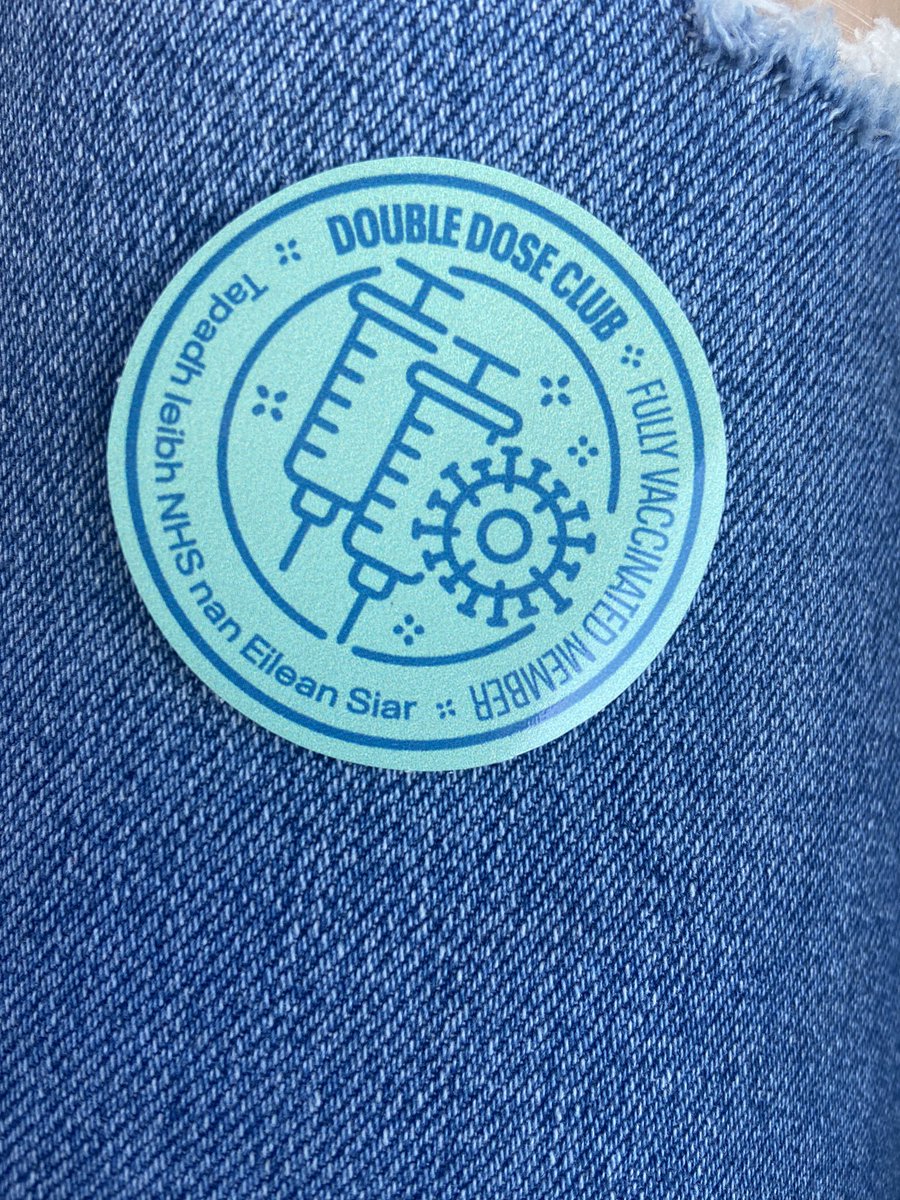 DOUBLE DOSE CLUB
FULLY VACCINATED MEMBER
Tapadh leibh NHS nan Eilean Siar